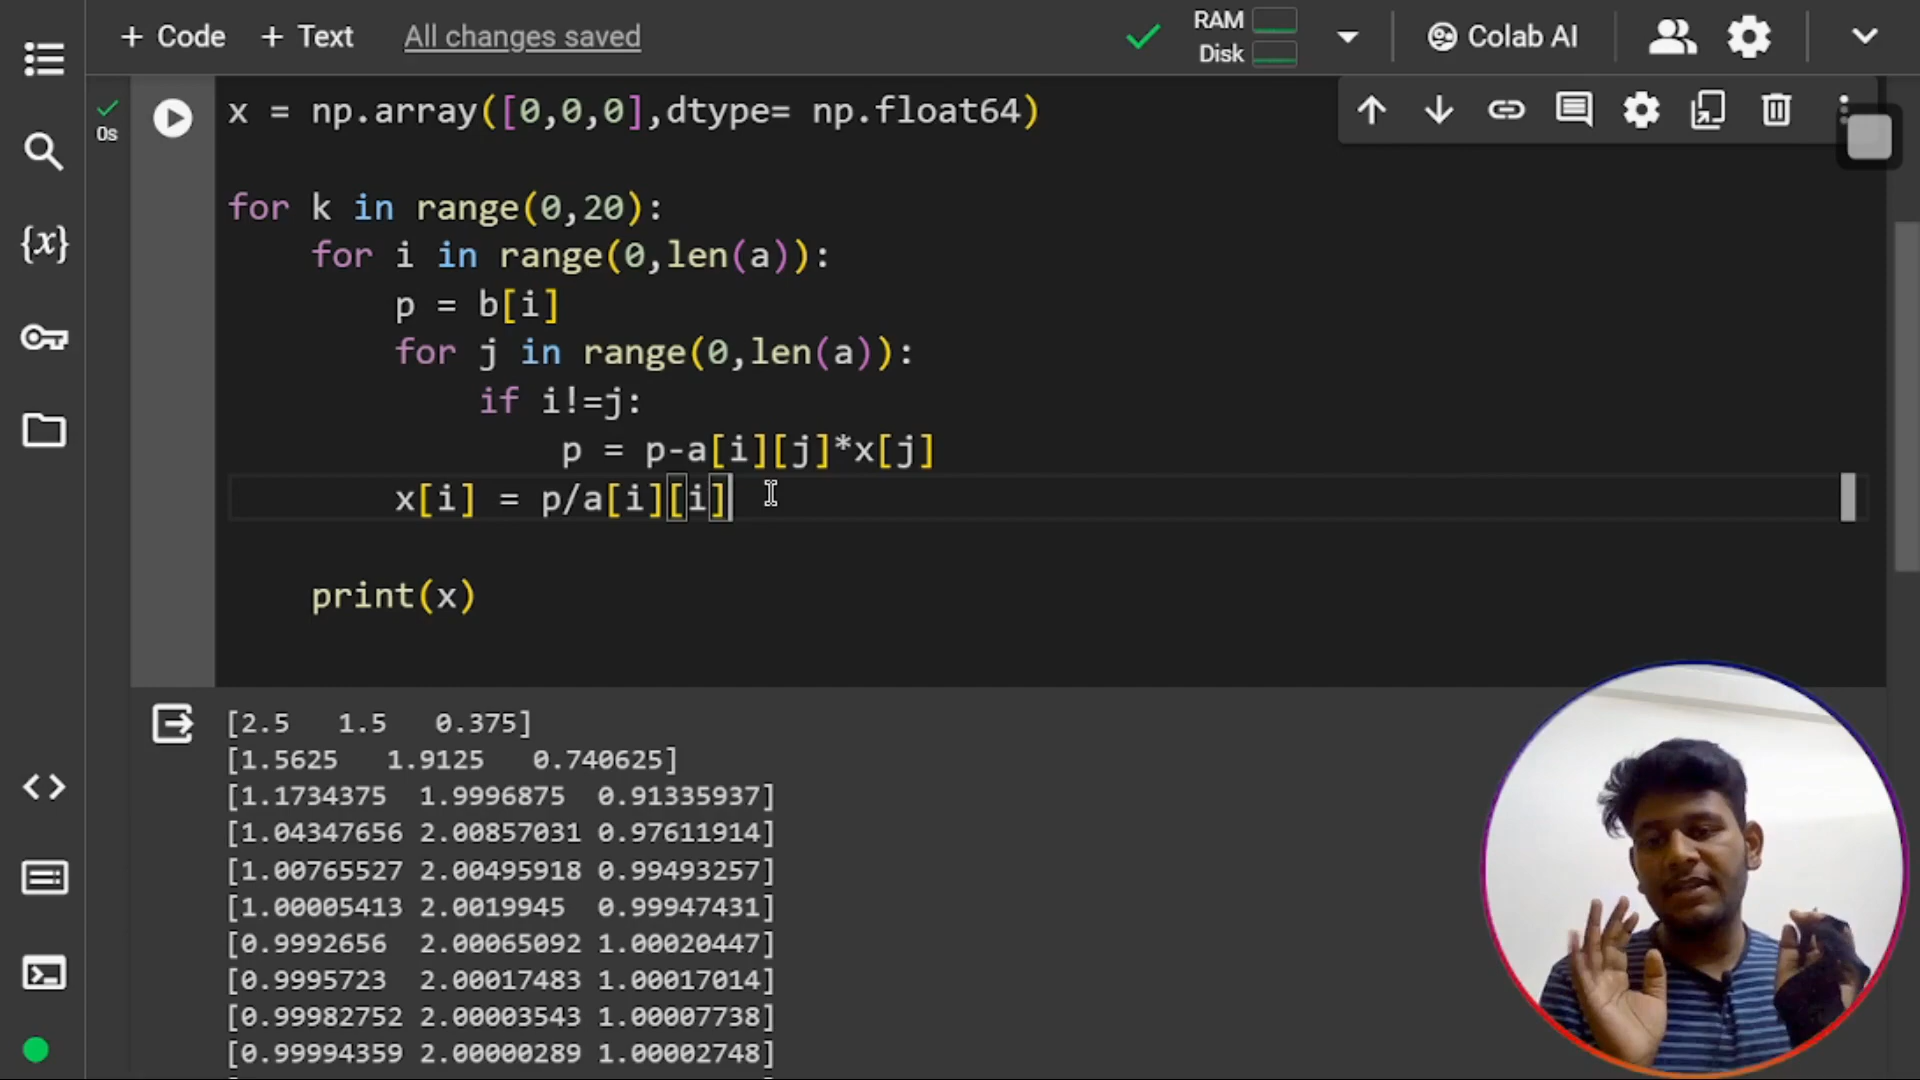 + Code + Text All changes saved
RAM
Disk
Colab AI
0s
x = np.array([0,0,0],dtype= np.float64)
for k in range(0,20):
for i in range(0,len(a)):
p = b[i]
for j in range(0,len(a)):
if i!=j:
p = p-a[i][j]*x[j]
x[i] = p/a[i][i]
print(x)
{x}
[2.5 1.5 0.375]
[1.5625 1.9125 0.740625]
[1.1734375 1.9996875 0.91335937]
[1.04347656 2.00857031 0.97611914]
[1.00765527 2.00495918 0.99493257]
[1.00005413 2.0019945 0.99947431]
[0.9992656 2.00065092 1.00020447]
[0.9995723 2.00017483 1.00017014]
[0.99982752 2.00003543 1.00007738]
[0.99994359 2.00000289 1.00002748]